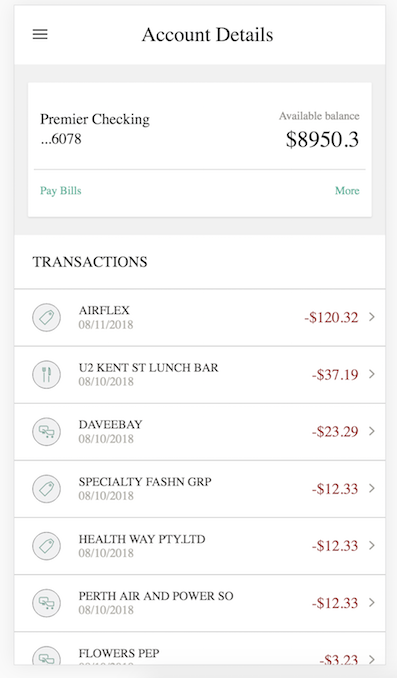 Account Details
Premier Checking
...6078
Available balance
$8950.3
Pay Bills
More
TRANSACTIONS
AIRFLEX
08/11/2018
-$120.32
U2 KENT ST LUNCH BAR
08/10/2018
-$37.19
DAVEEBAY
08/10/2018
-$23.29
SPECIALTY FASHN GRP
08/10/2018
-$12.33
HEALTH WAY PTY.LTD
08/10/2018
-$12.33
PERTH AIR AND POWER SO
08/10/2018
-$12.33
FLOWERS PEP
-$3.23